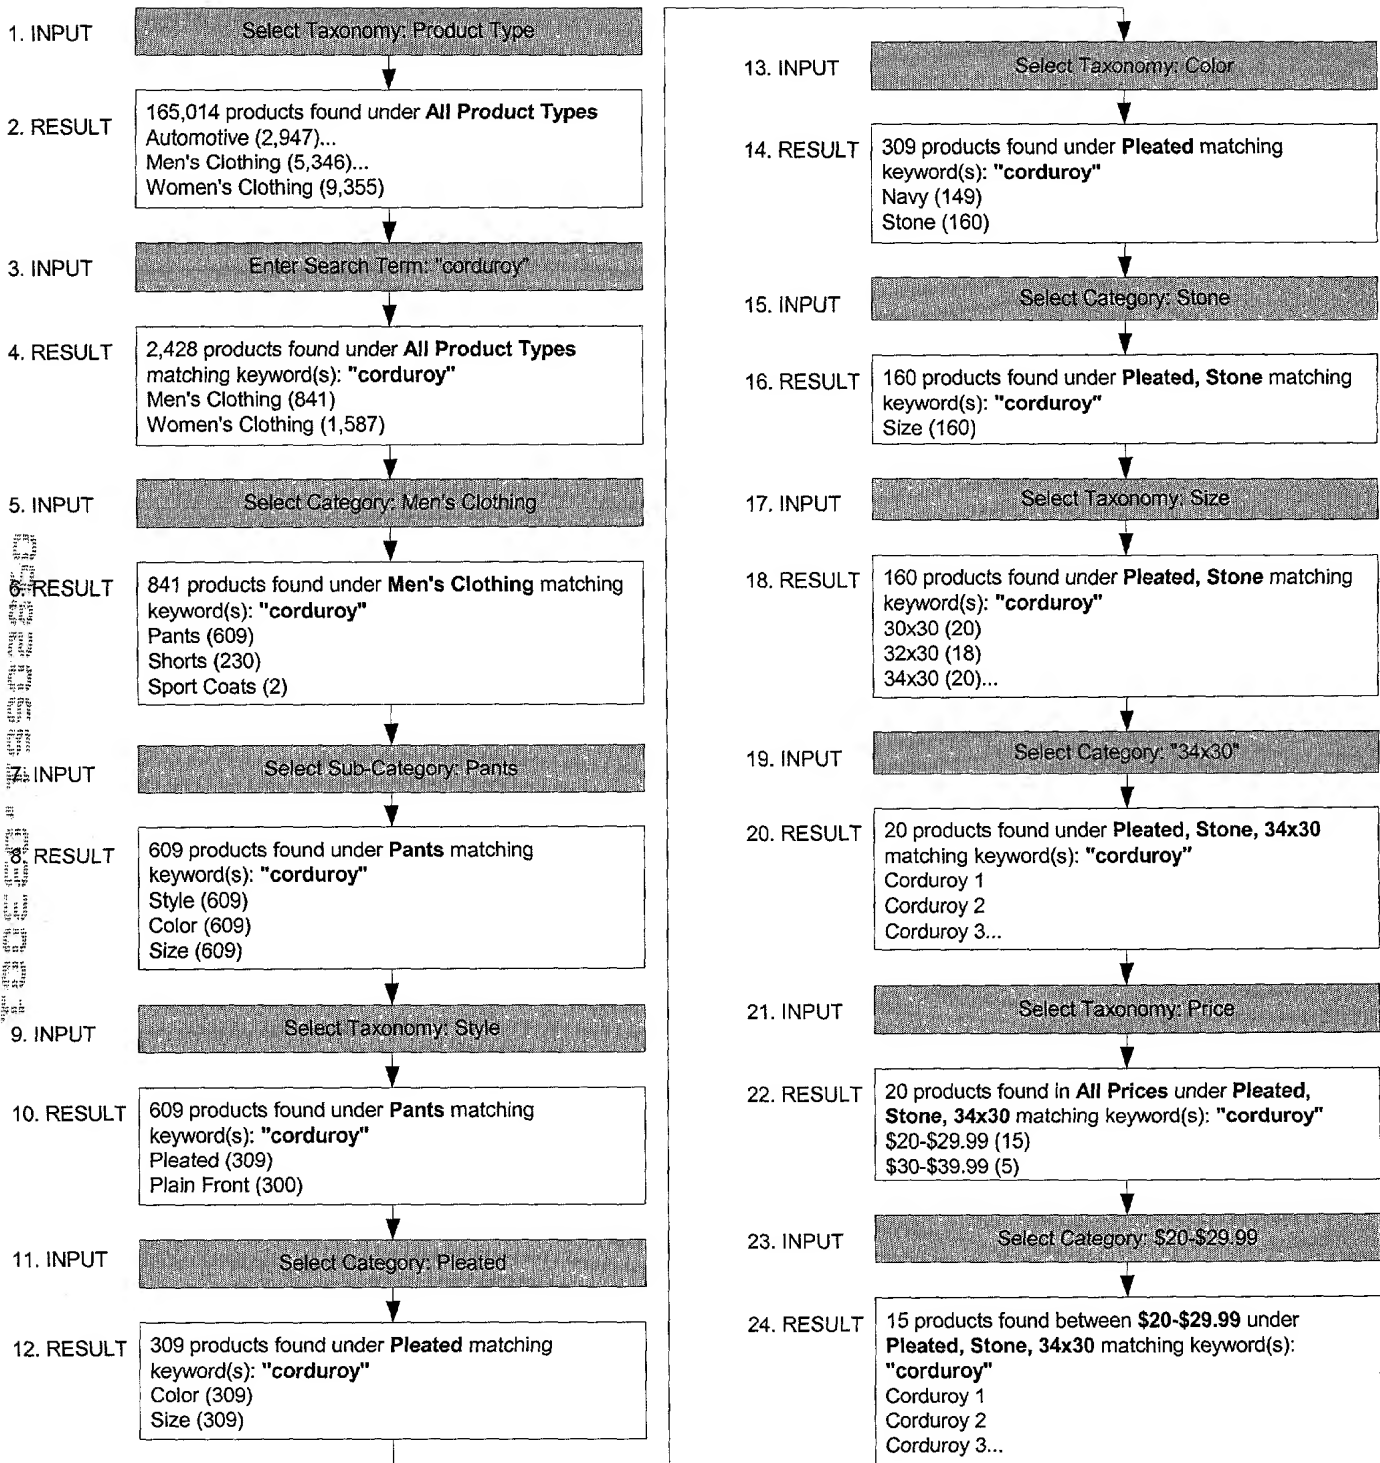 1. INPUT
Select Taxonomy: Product Type
2. RESULT
165,014 products found under All Product Types
Automotive (2,947)...
Men's Clothing (5,346)...
Women's Clothing (9,355)
3. INPUT
Enter Search Term: "corduroy"
4. RESULT
2,428 products found under All Product Types
matching keyword(s): "corduroy"
Men's Clothing (841)
Women's Clothing (1,587)
5. INPUT
Select Category: Men's Clothing
6. RESULT
841 products found under Men's Clothing matching
keyword(s): "corduroy"
Pants (609)
Shorts (230)
Sport Coats (2)
7. INPUT
Select Sub-Category: Pants
8. RESULT
609 products found under Pants matching
keyword(s): "corduroy"
Style (609)
Color (609)
Size (609)
9. INPUT
Select Taxonomy: Style
10. RESULT
609 products found under Pants matching
keyword(s): "corduroy"
Pleated (309)
Plain Front (300)
11. INPUT
Select Category: Pleated
12. RESULT
309 products found under Pleated matching
keyword(s): "corduroy"
Color (309)
Size (309)
13. INPUT
Select Taxonomy: Color
14. RESULT
309 products found under Pleated matching
keyword(s): "corduroy"
Navy (149)
Stone (160)
15. INPUT
Select Category: Stone
16. RESULT
160 products found under Pleated, Stone matching
keyword(s): "corduroy"
Size (160)
17. INPUT
Select Taxonomy: Size
18. RESULT
160 products found under Pleated, Stone matching
keyword(s): "corduroy"
30x30 (20)
32x30 (18)
34x30 (20)...
19. INPUT
Select Category: "34x30"
20. RESULT
20 products found under Pleated, Stone, 34x30
matching keyword(s): "corduroy"
Corduroy 1
Corduroy 2
Corduroy 3...
21. INPUT
Select Taxonomy: Price
22. RESULT
20 products found in All Prices under Pleated,
Stone, 34x30 matching keyword(s): "corduroy"
$20-$29.99 (15)
$30-$39.99 (5)
23. INPUT
Select Category: $20-$29.99
24. RESULT
15 products found between $20-$29.99 under
Pleated, Stone, 34x30 matching keyword(s):
"corduroy"
Corduroy 1
Corduroy 2
Corduroy 3...